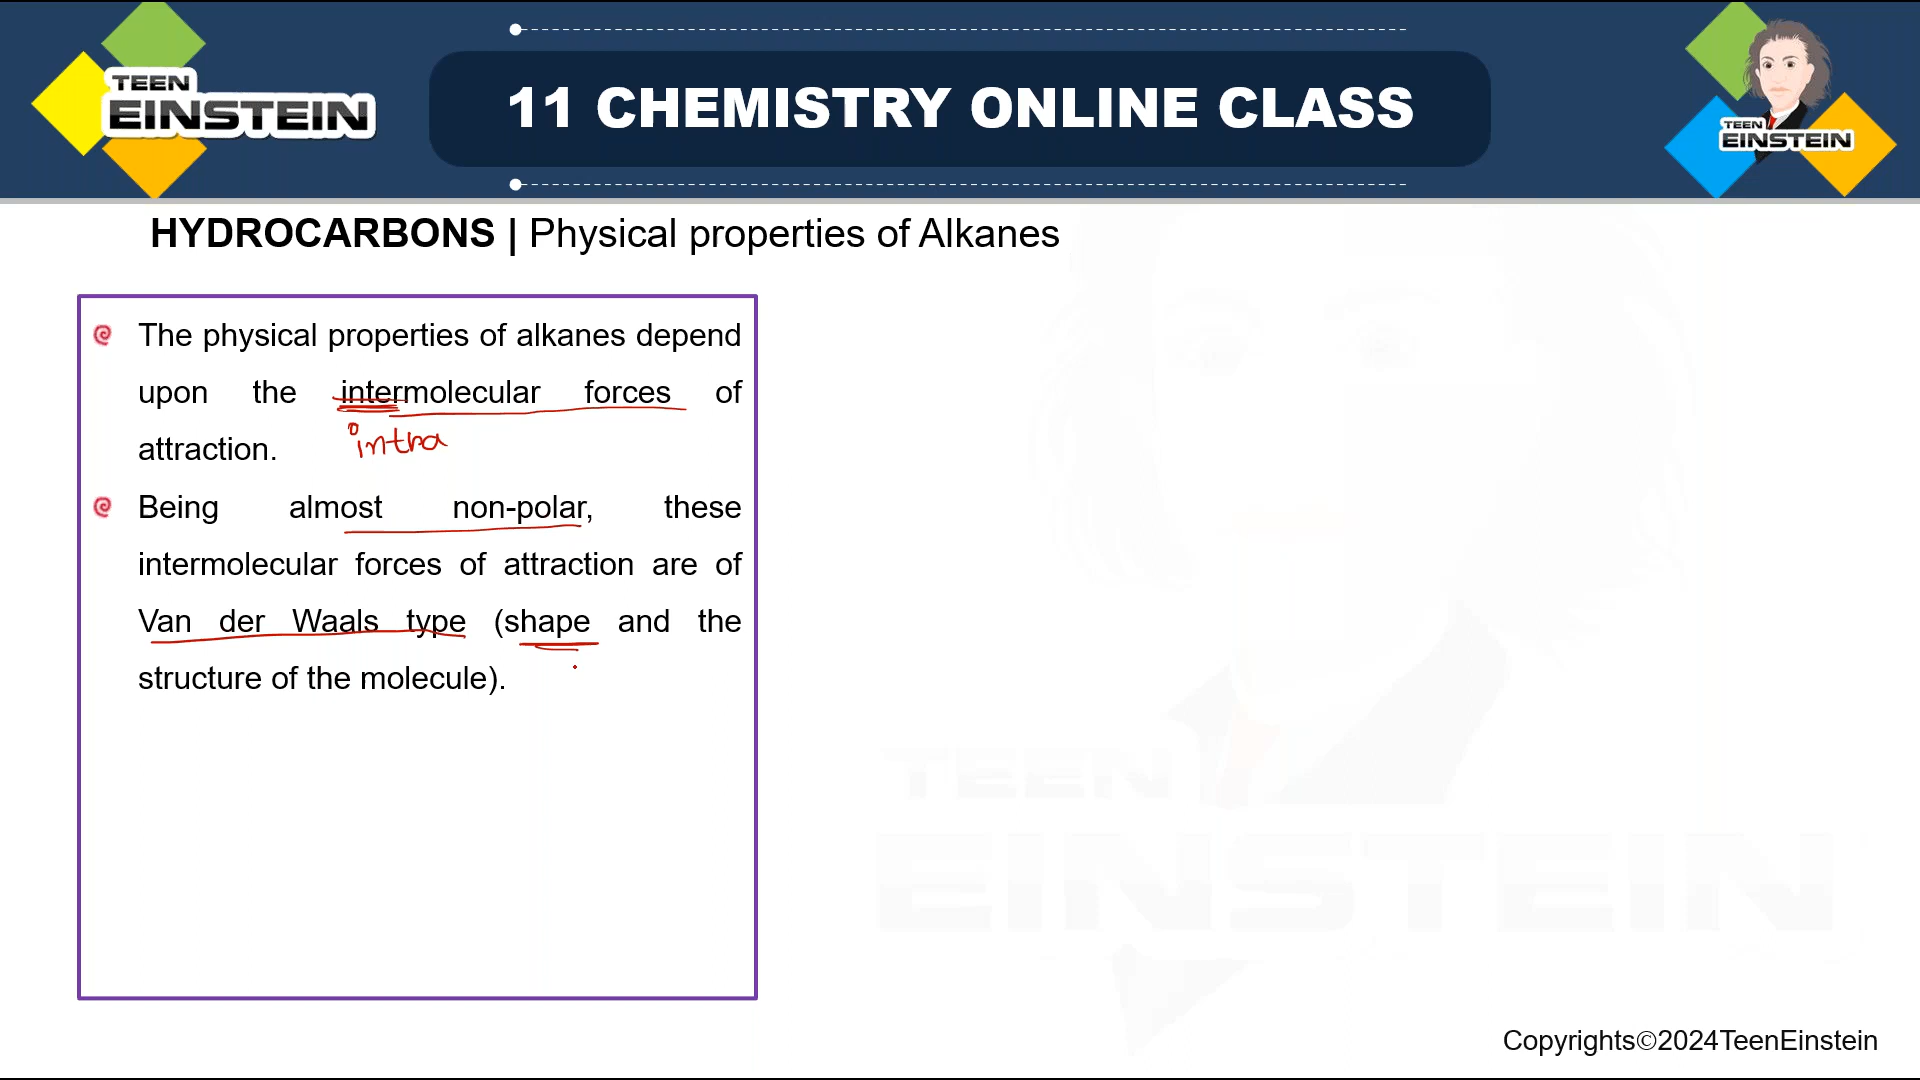 TEEN
EINSTEIN
11 CHEMISTRY ONLINE CLASS
TEEN
EINSTEIN
HYDROCARBONS | Physical properties of Alkanes
The physical properties of alkanes depend
upon the intermolecular forces of
intra
attraction.
Being almost non-polar, these
intermolecular forces of attraction are of
Van der Waals type (shape and the
structure of the molecule).
TEEN
EINSTEIN
Copyrights©2024TeenEinstein